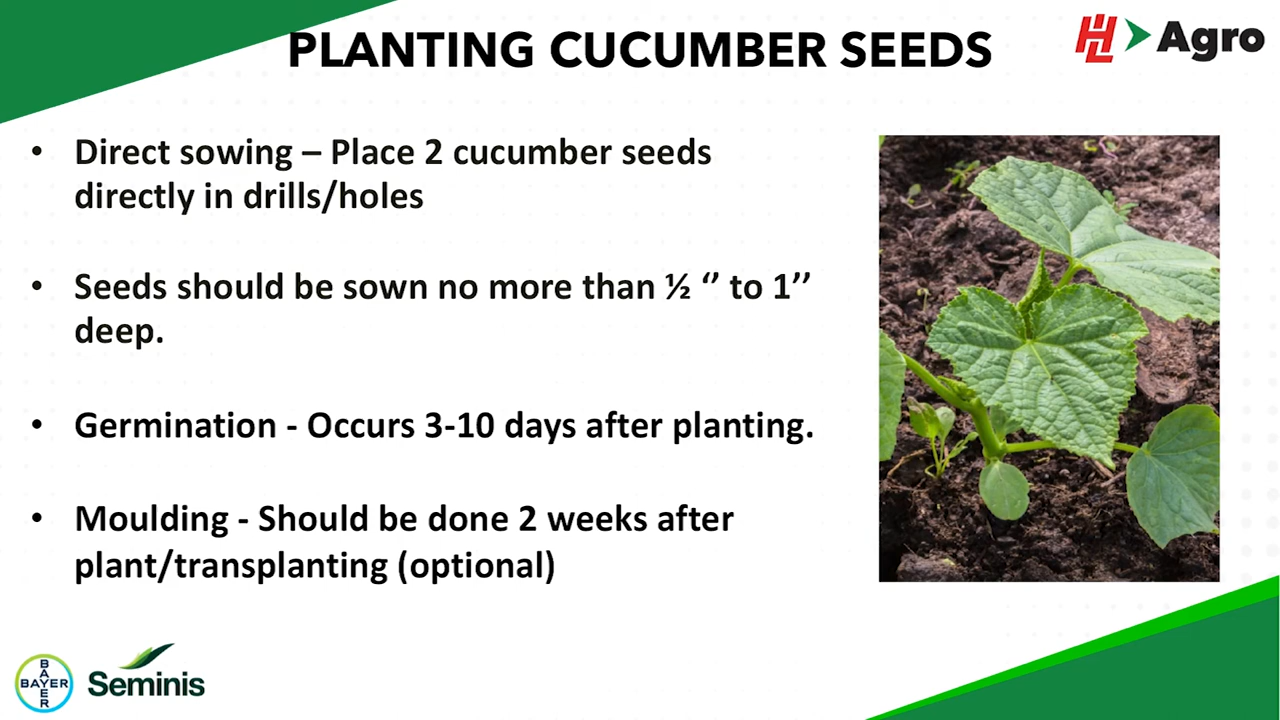 PLANTING CUCUMBER SEEDS
HL Agro
• Direct sowing – Place 2 cucumber seeds
directly in drills/holes
• Seeds should be sown no more than ½ ‘’ to 1’’
deep.
• Germination - Occurs 3-10 days after planting.
• Moulding - Should be done 2 weeks after
plant/transplanting (optional)
BAYER
BAYER
Seminis